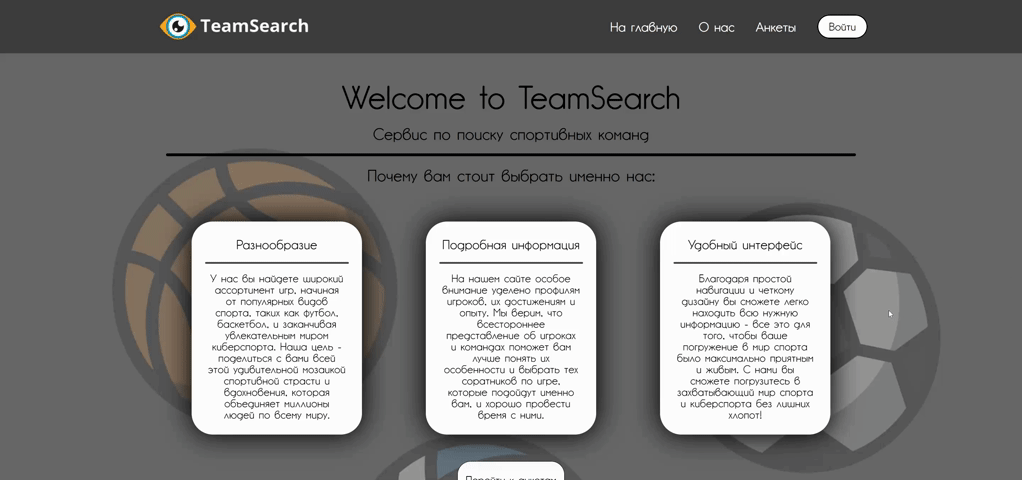 TeamSearch
На главную
О нас
Анкеты
Войти
Welcome to TeamSearch
Сервис по поиску спортивных команд
Почему вам стоит выбрать именно нас:
Разнообразие
У нас вы найдете широкий
ассортимент игр, начиная
от популярных видов
спорта, таких как футбол,
баскетбол, и заканчивая
увлекательным миром
киберспорта. Наша цель -
поделиться с вами всей
этой удивительной мозаикой
спортивной страсти и
вдохновения, которая
объединяет миллионы
людей по всему миру.
Подробная информация
На нашем сайте особое
внимание уделено профилям
игроков, их достижениям и
опыту. Мы верим, что
всестороннее
представление об игроках
и командах поможет вам
лучше понять их
особенности и выбрать тех
соратников по игре,
которые подойдут именно
вам, и хорошо провести
время с ними.
Удобный интерфейс
Благодаря простой
навигации и четкому
дизайну вы сможете легко
находить всю нужную
информацию - все это для
того, чтобы ваше
погружение в мир спорта
было максимально приятным
и живым. С нами вы
сможете погрузитесь в
захватывающий мир спорта
и киберспорта без лишних
хлопот!
Перейти к анкетам